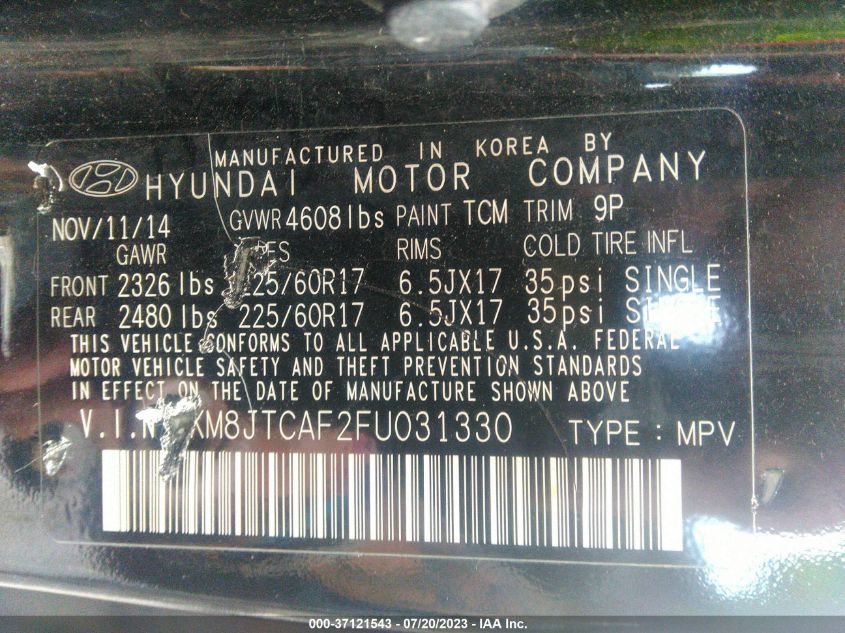 MANUFACTURED IN KOREA BY
HYUNDAI MOTOR COMPANY
NOV/11/14 GVWR 4608lbs PAINT TCM TRIM 9P
GAWR RIMS COLD TIRE INFL
FRONT 2326 lbs 225/60R17 6.5JX17 35psi SINGLE
REAR 2480 lbs 225/60R17 6.5JX17 35psi SINGLE
THIS VEHICLE CONFORMS TO ALL APPLICABLE U.S.A. FEDERAL
MOTOR VEHICLE SAFETY AND THEFT PREVENTION STANDARDS
IN EFFECT ON THE DATE OF MANUFACTURE SHOWN ABOVE
V.I.N XM8JTCAF2FU031330 TYPE : MPV
000-37121543 / 07/20/2023 - IAA Inc.